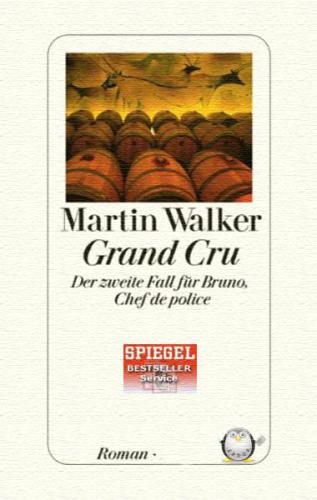 Martin Walker
Grand Cru
Der zweite Fall für Bruno,
Chef de police
SPIEGEL
BESTSELLER
Service
Roman ·